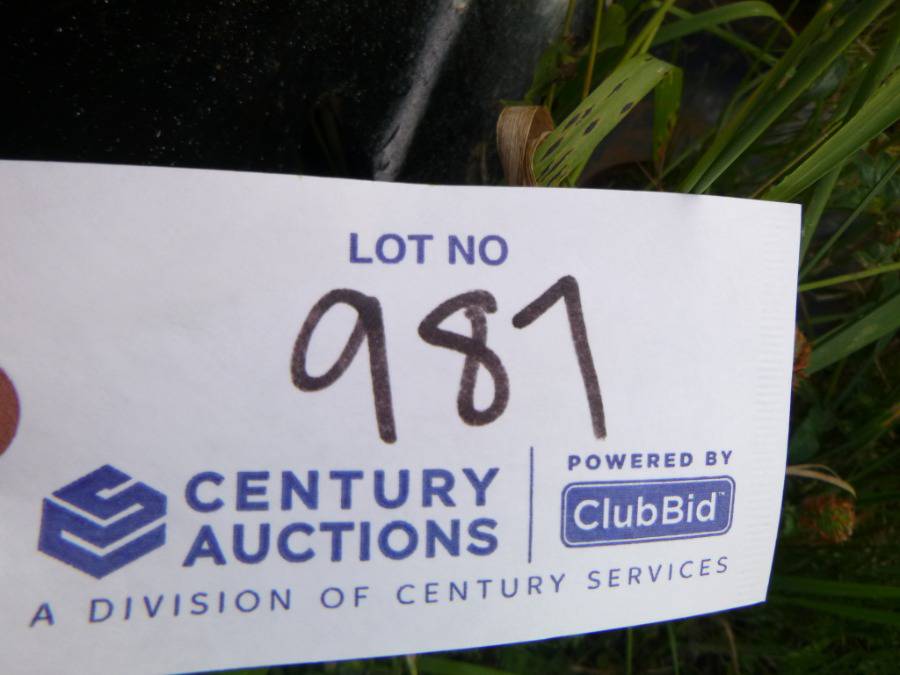 LOT NO
987
CENTURY
AUCTIONS
POWERED BY
ClubBid™
A DIVISION OF CENTURY SERVICES